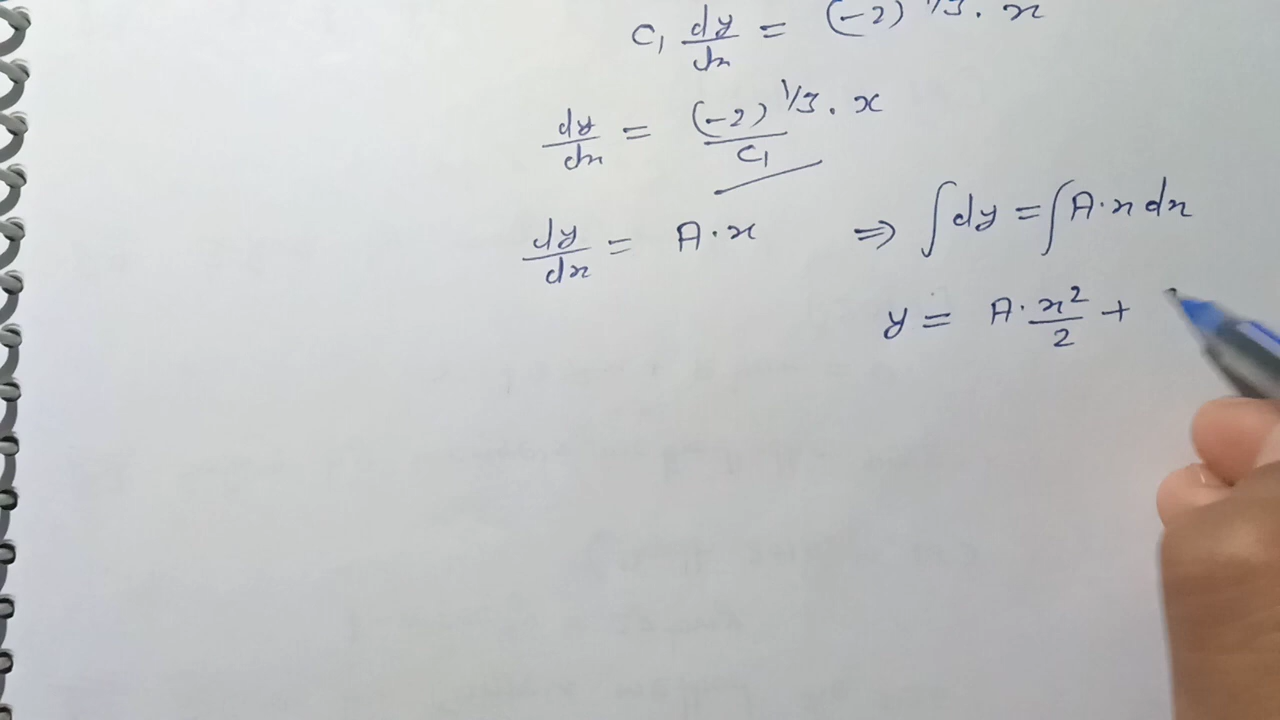 C₁ dy/dx = (-2)^1/3 . x
dy/dx = (-2)^1/3 . x / C₁
dy/dx = A.x ⇒ ∫dy = ∫A.x dx
y = A. x²/2 +